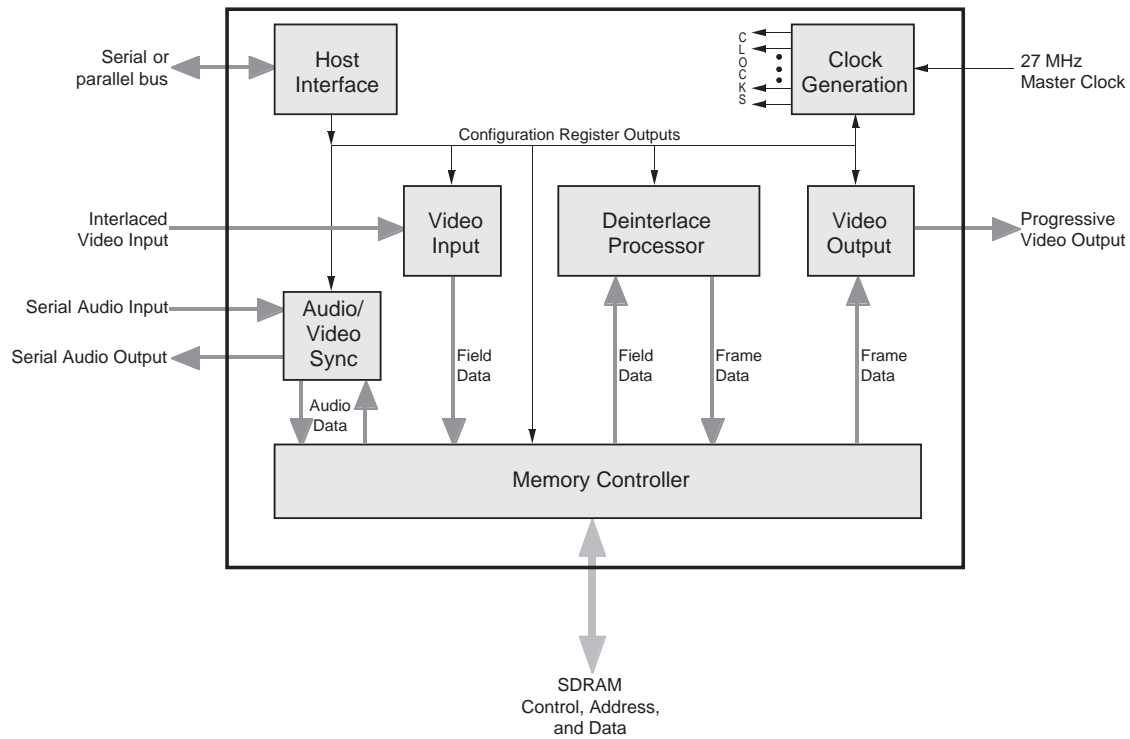 Serial or
parallel bus
Host
Interface
CLOCKS
Clock
Generation
27 MHz
Master Clock
Configuration Register Outputs
Interlaced
Video Input
Video
Input
Deinterlace
Processor
Video
Output
Progressive
Video Output
Serial Audio Input
Serial Audio Output
Audio/
Video
Sync
Audio
Data
Field
Data
Field
Data
Frame
Data
Frame
Data
Memory Controller
SDRAM
Control, Address,
and Data